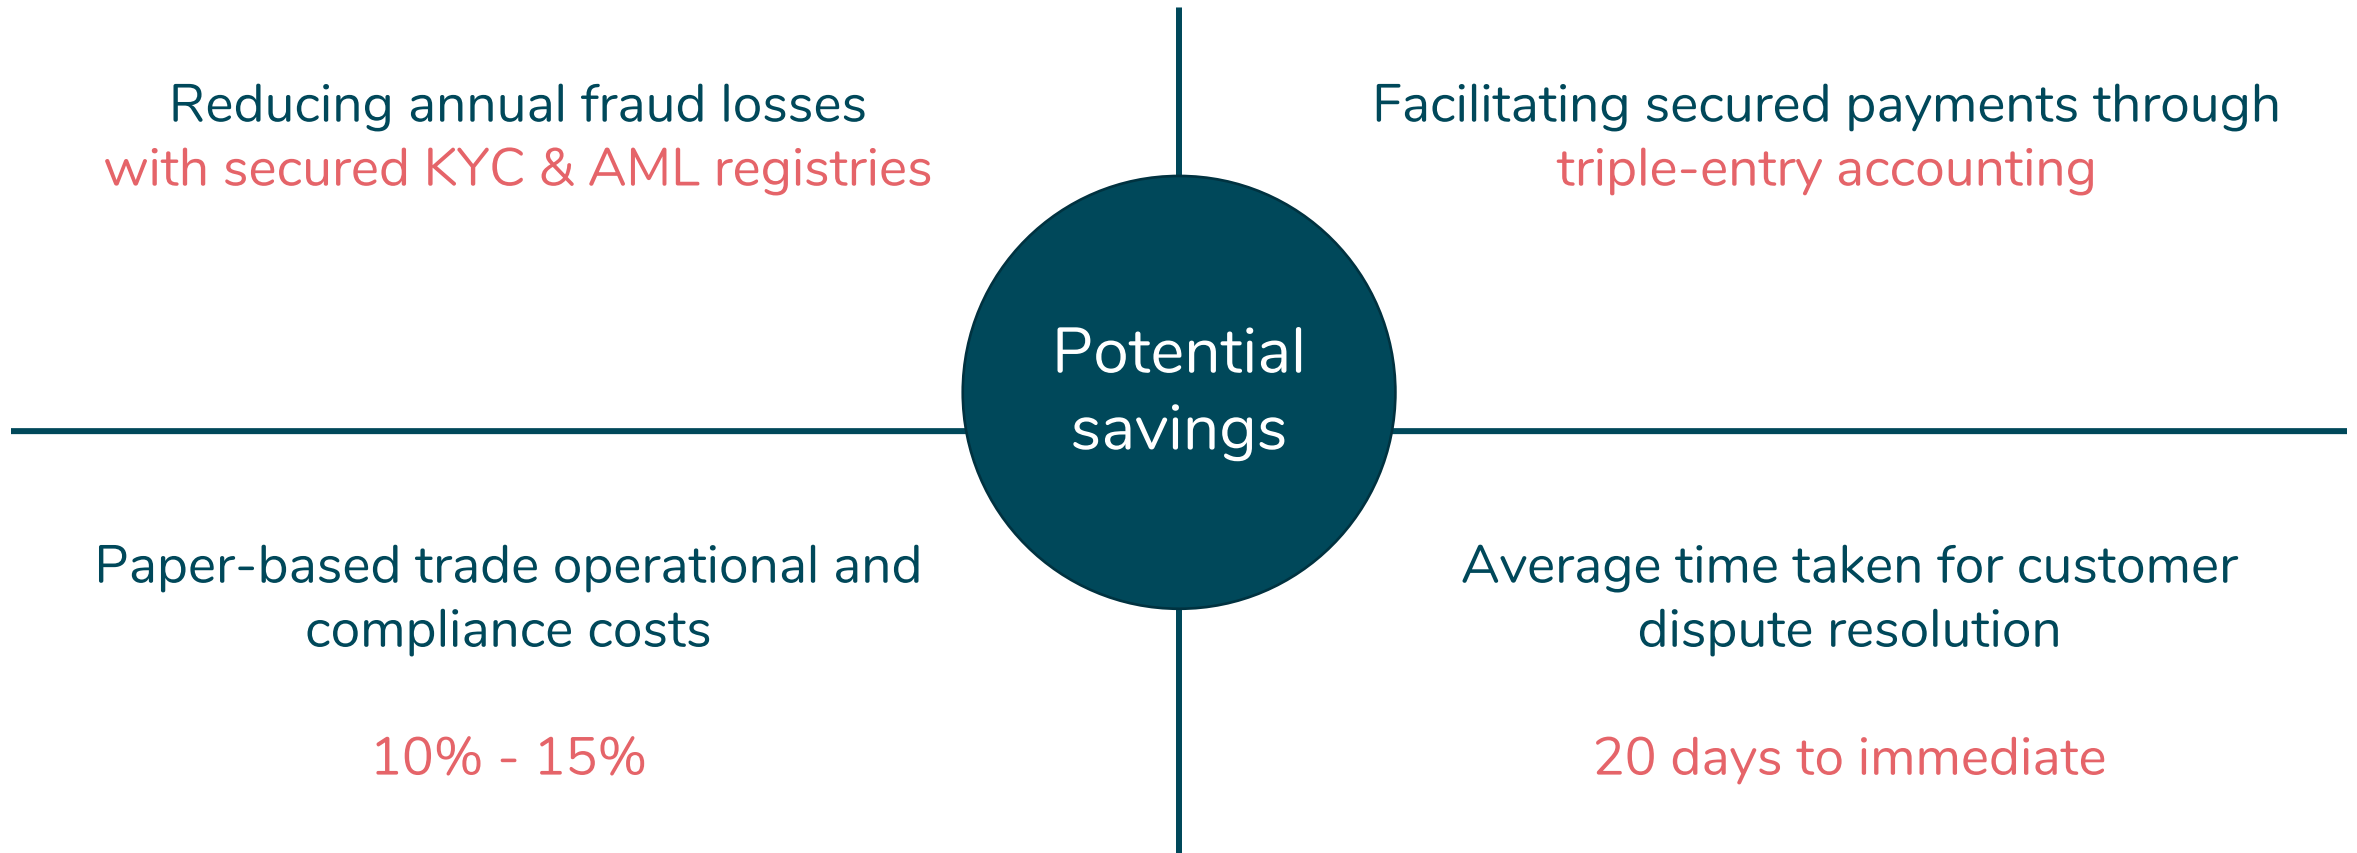 Reducing annual fraud losses
with secured KYC & AML registries
Facilitating secured payments through
triple-entry accounting
Potential
savings
Paper-based trade operational and
compliance costs
10% - 15%
Average time taken for customer
dispute resolution
20 days to immediate